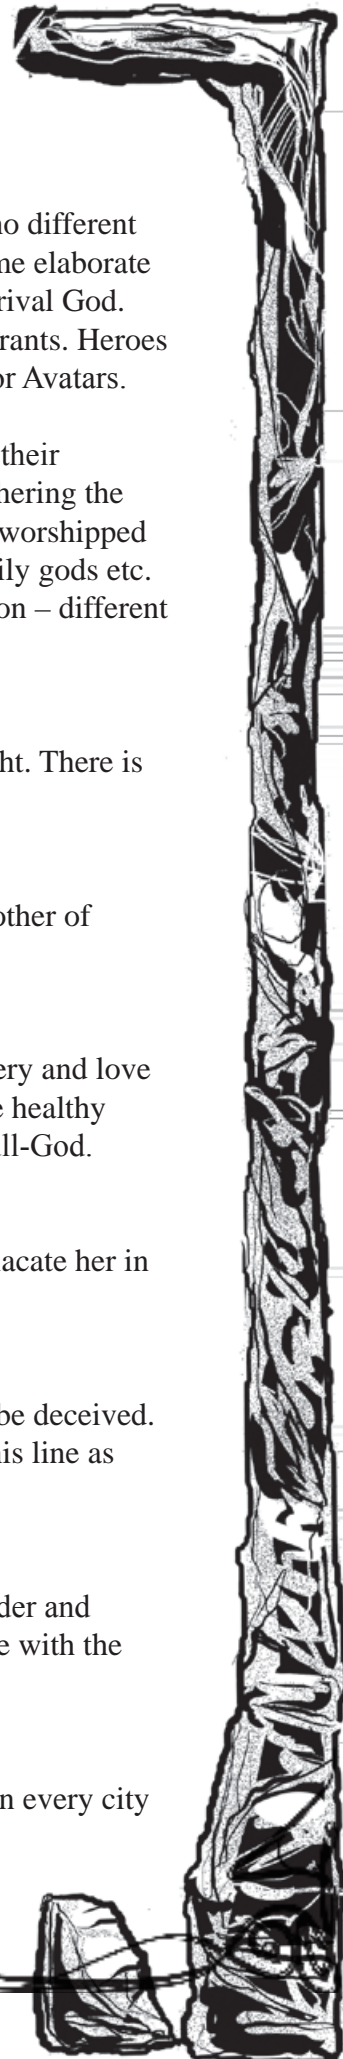 no different
me elaborate
rival God.
rants. Heroes
or Avatars.
their
hering the
worshipped
ily gods etc.
on – different
ht. There is
other of
ery and love
e healthy
ll-God.
acate her in
be deceived.
his line as
der and
e with the
n every city